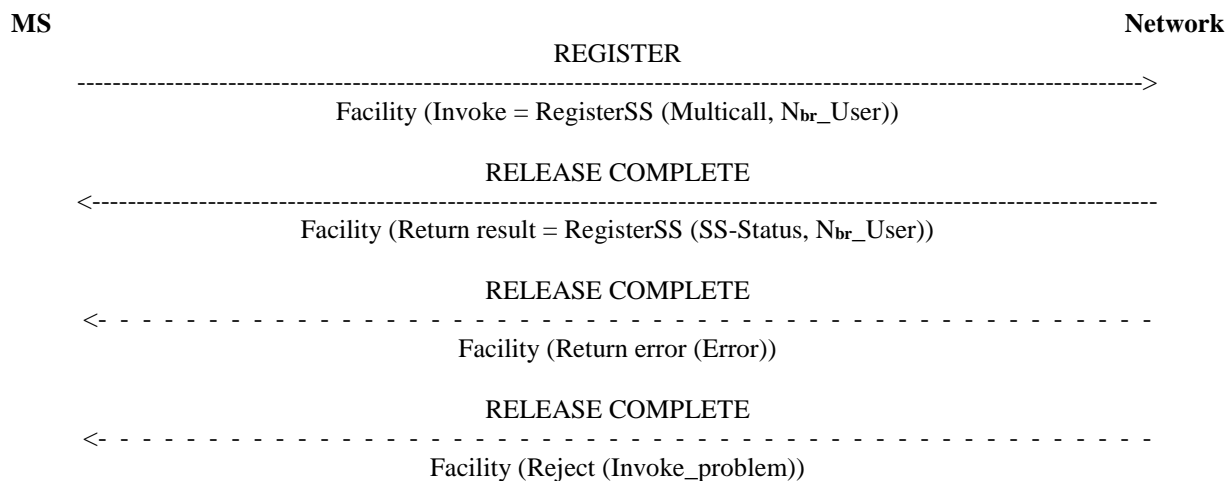 MS Network
REGISTER
Facility (Invoke = RegisterSS (Multicall, Nbr_User))
RELEASE COMPLETE
Facility (Return result = RegisterSS (SS-Status, Nbr_User))
RELEASE COMPLETE
Facility (Return error (Error))
RELEASE COMPLETE
Facility (Reject (Invoke_problem))